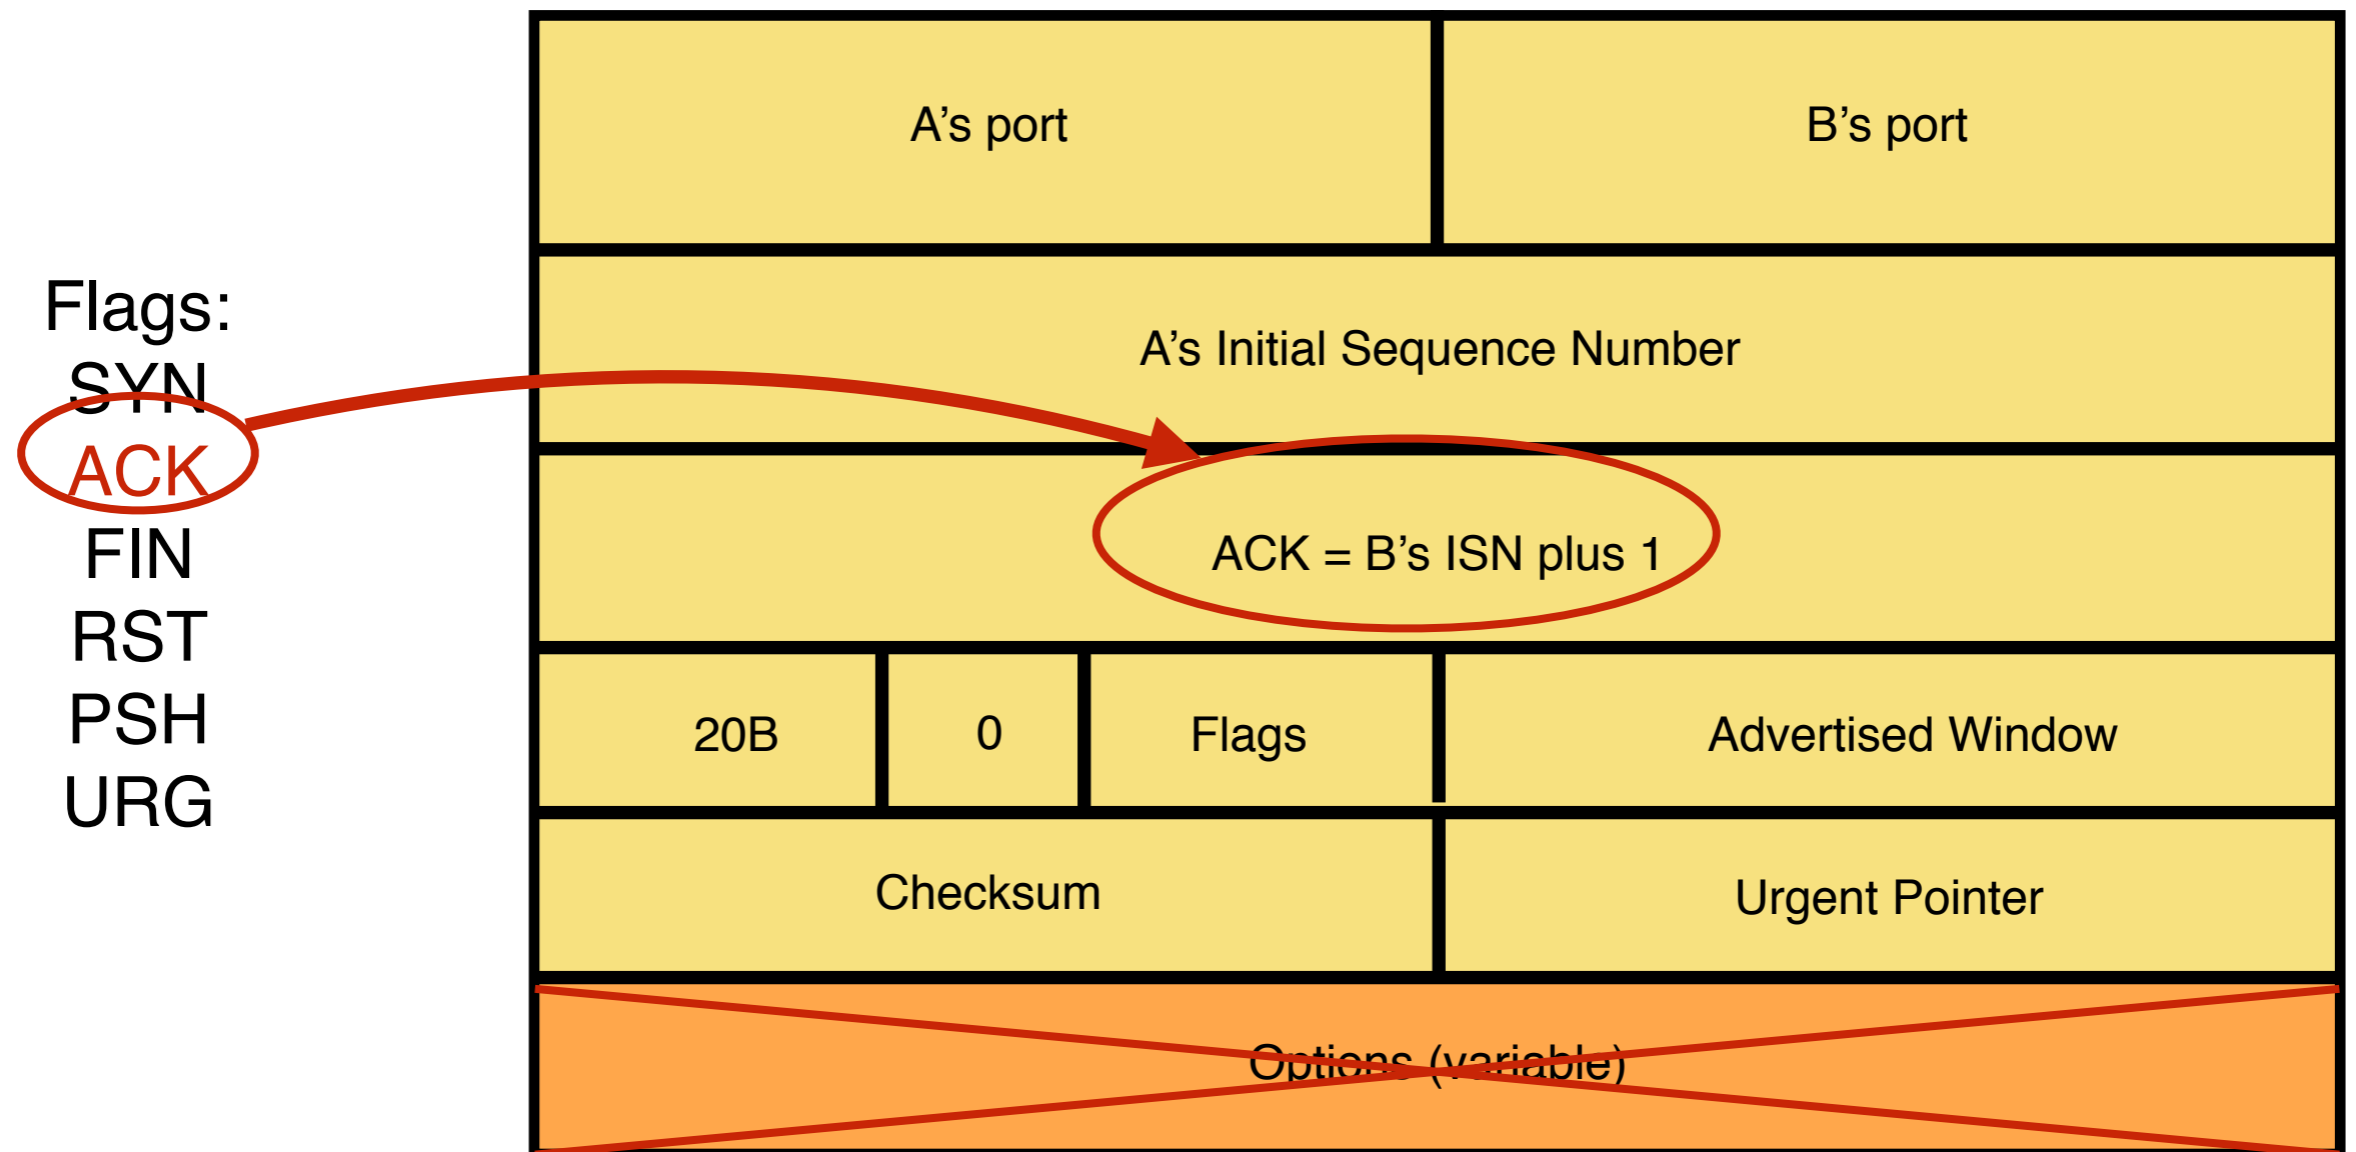 Flags:
SYN
ACK
FIN
RST
PSH
URG
A's port
B's port
A's Initial Sequence Number
ACK = B's ISN plus 1
20B
0
Flags
Advertised Window
Checksum
Urgent Pointer
Options (variable)